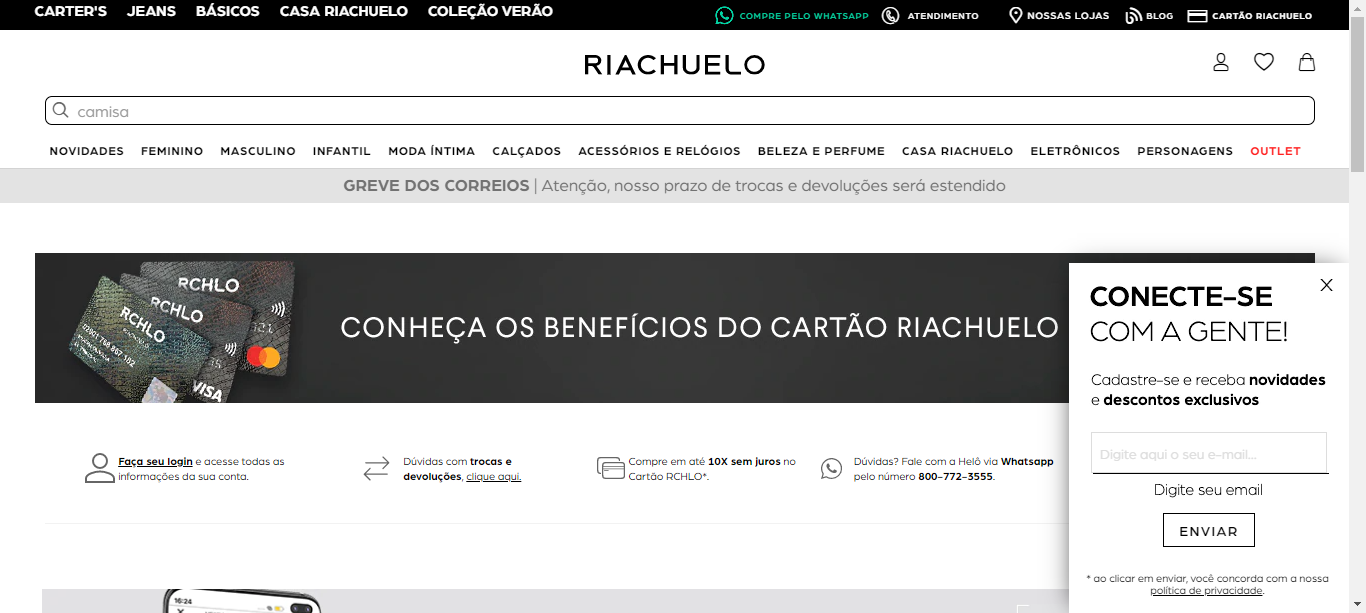 CARTER'S JEANS BÁSICOS CASA RIACHUELO COLEÇÃO VERÃO
COMPRE PELO WHATSAPP ATENDIMENTO NOSSAS LOJAS BLOG CARTÃO RIACHUELO
RIACHUELO
camisa
NOVIDADES FEMININO MASCULINO INFANTIL MODA ÍNTIMA CALÇADOS ACESSÓRIOS E RELÓGIOS BELEZA E PERFUME CASA RIACHUELO ELETRÔNICOS PERSONAGENS OUTLET
GREVE DOS CORREIOS | Atenção, nosso prazo de trocas e devoluções será estendido
RCHLO
RCHLO
RCHLO
VISA
CONHEÇA OS BENEFÍCIOS DO CARTÃO RIACHUELO
Faça seu login e acesse todas as
informações da sua conta.
Dúvidas com trocas e
devoluções, clique aqui.
Compre em até 10X sem juros no
Cartão RCHLO*.
Dúvidas? Fale com a Helô via Whatsapp
pelo número 800-772-3555.
CONECTE-SE
COM A GENTE!
Cadastre-se e receba novidades
e descontos exclusivos
Digite aqui o seu e-mail...
Digite seu email
ENVIAR
* ao clicar em enviar, você concorda com a nossa
política de privacidade.
16:24